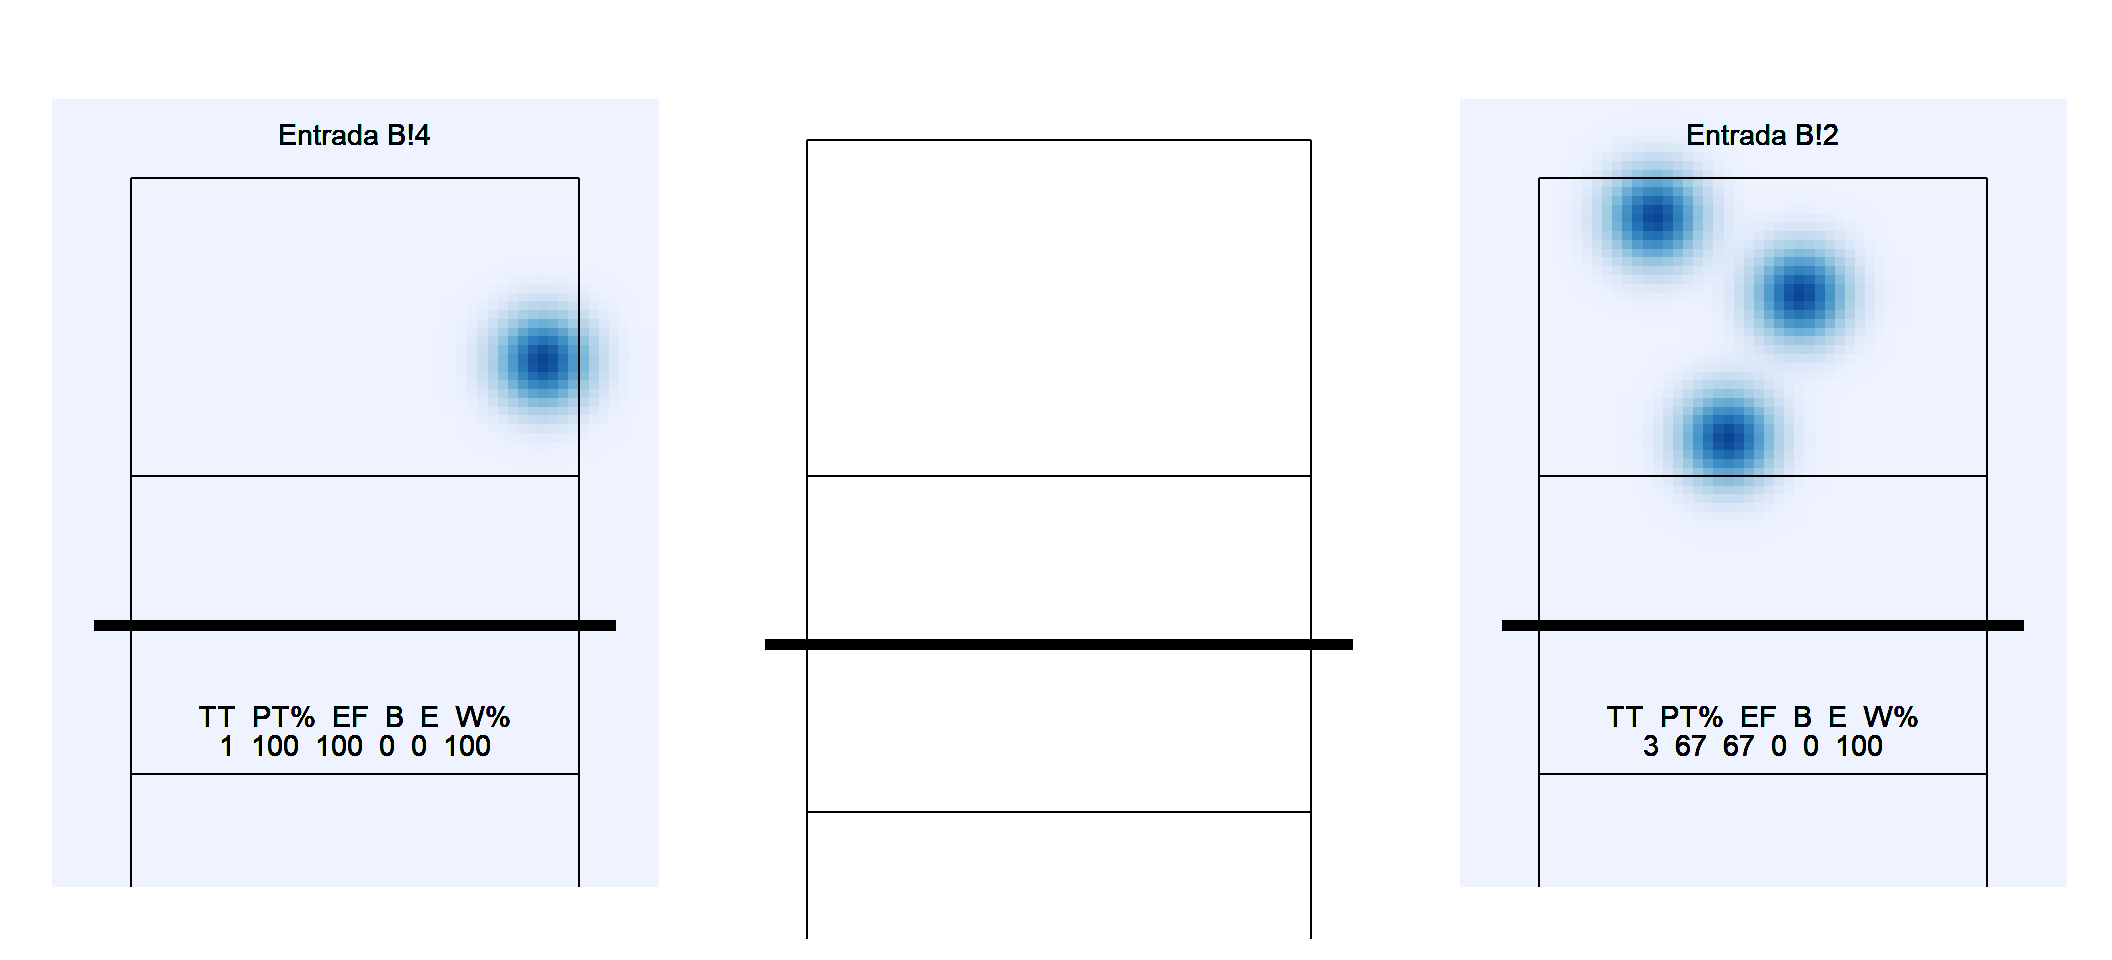 Entrada B!4
TT PT% EF B E W%
1 100 100 0 0 100
Entrada B!2
TT PT% EF B E W%
3 67 67 0 0 100